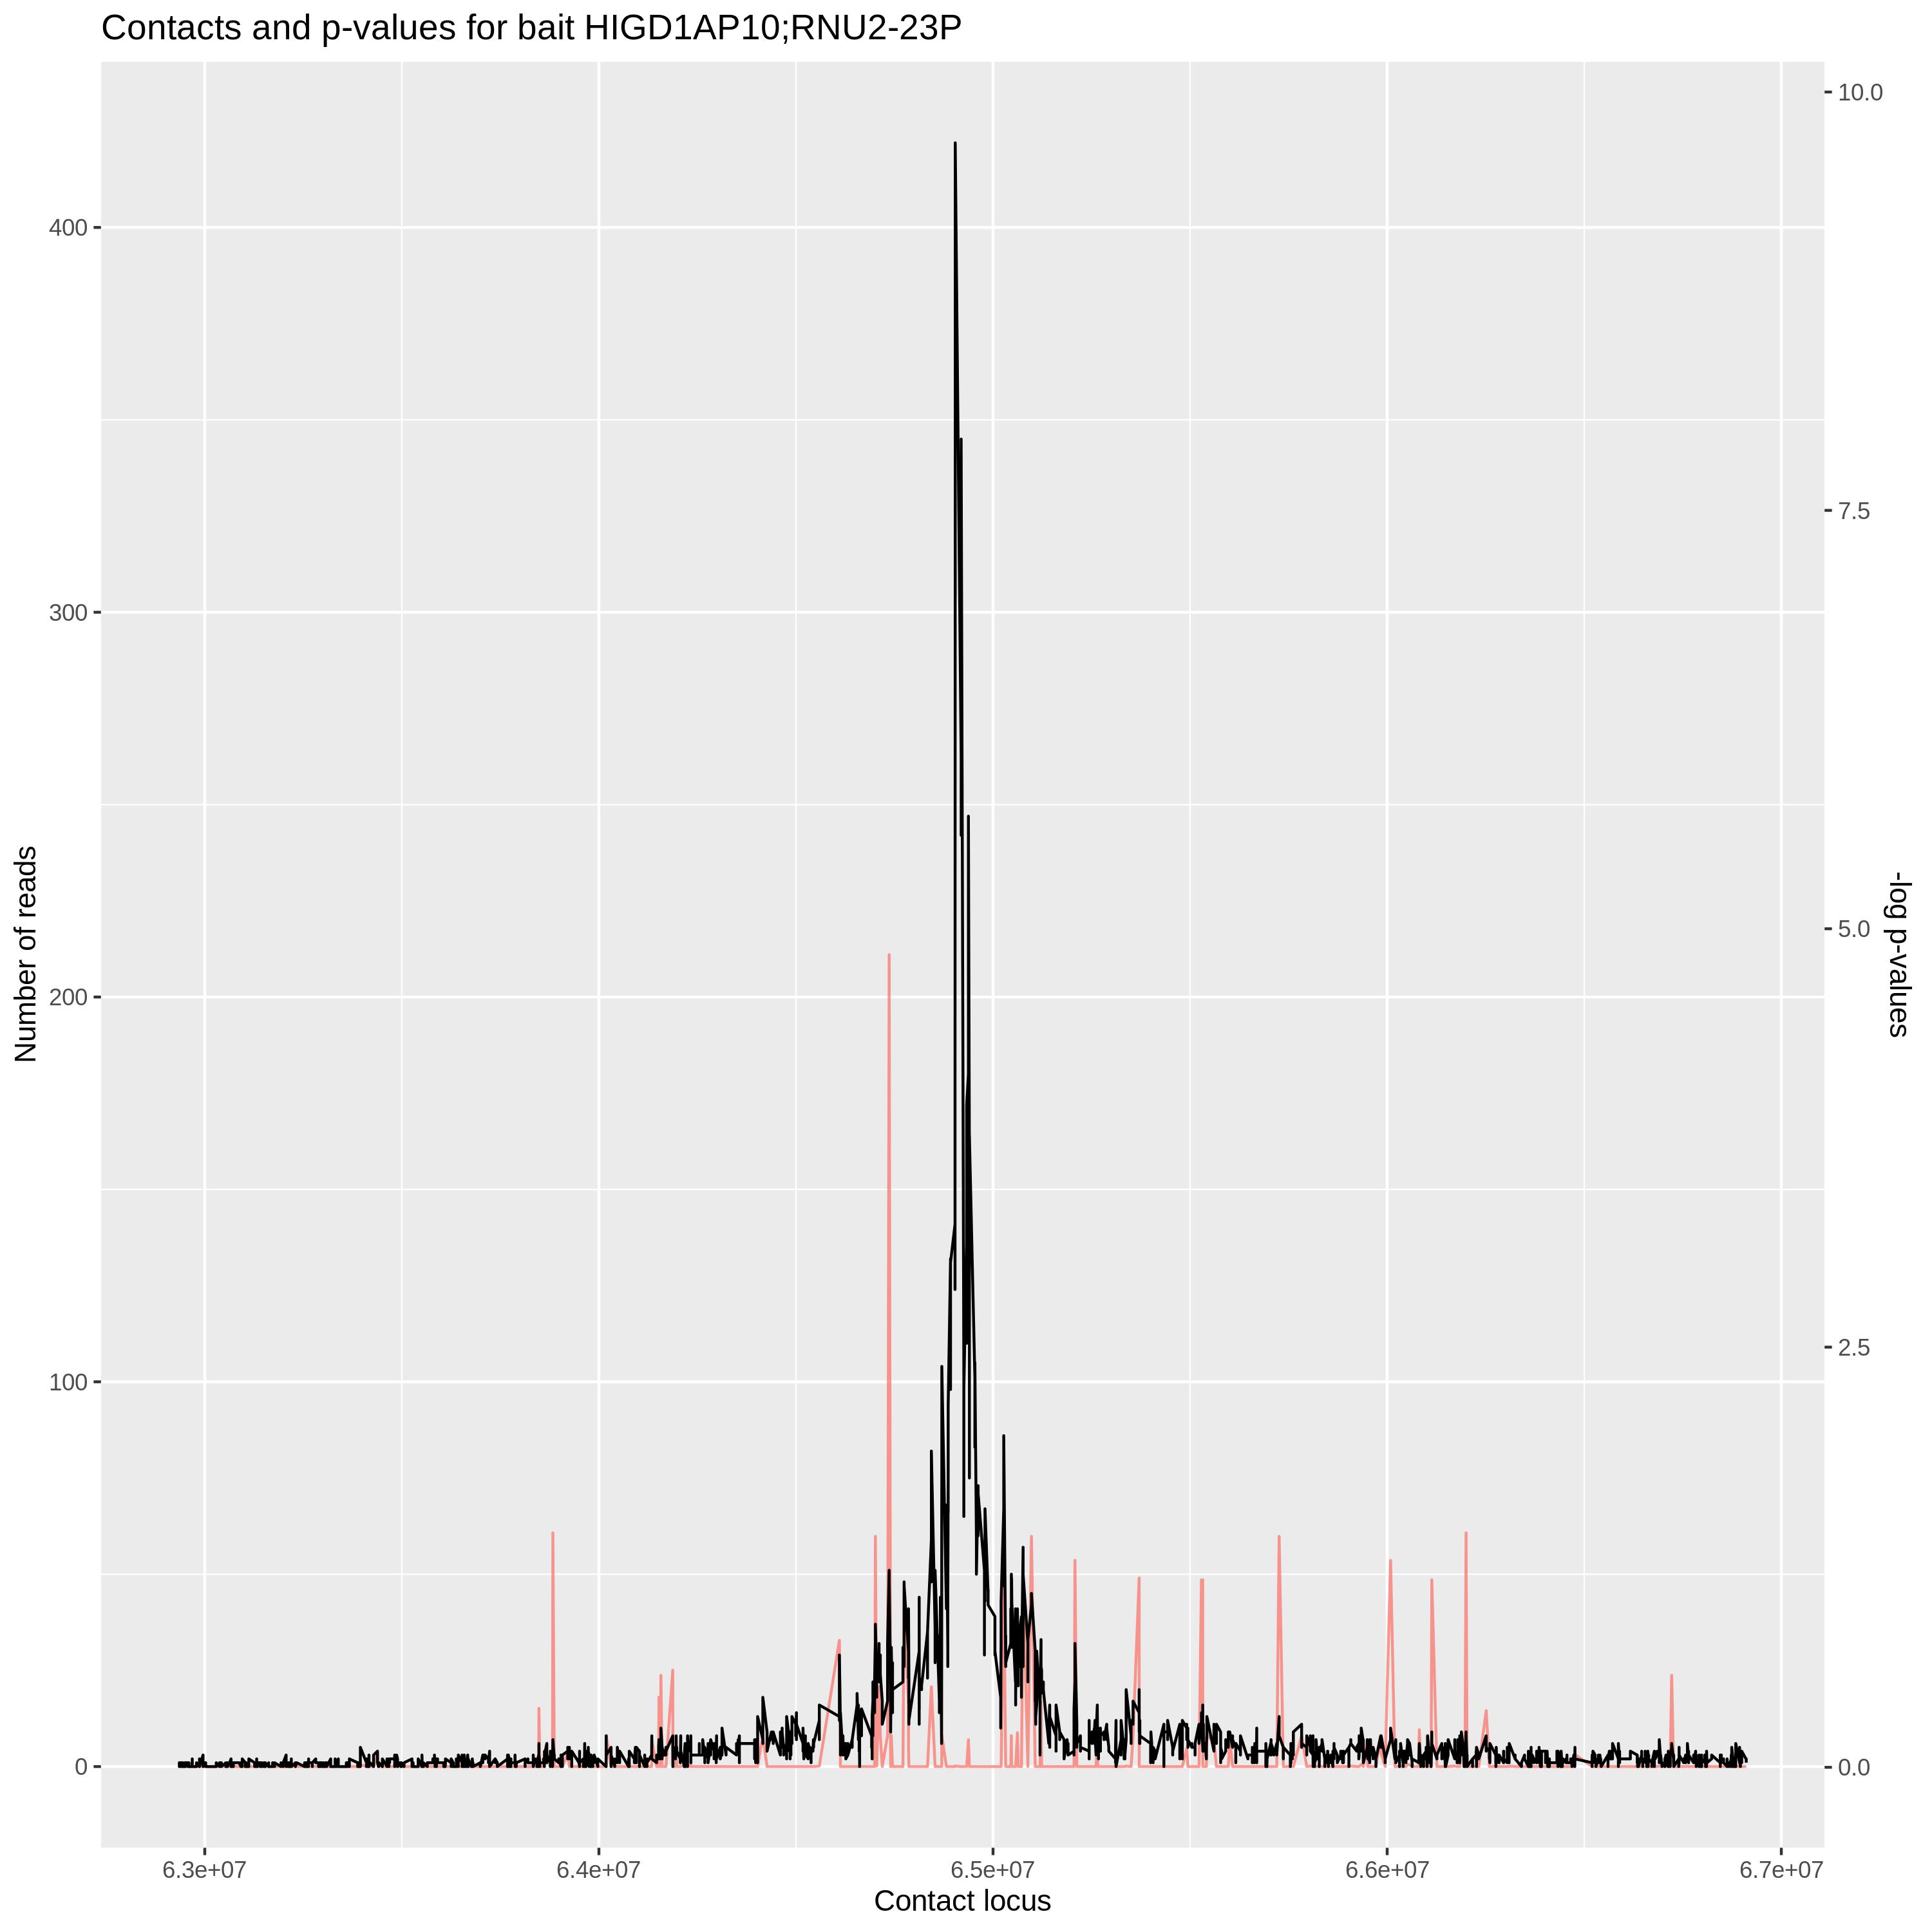 Contacts and p-values for bait HIGD1AP10;RNU2-23P
Number of reads
400
300
200
100
0
10.0
7.5
5.0
2.5
0.0
-log p-values
6.3e+07
6.4e+07
6.5e+07
6.6e+07
6.7e+07
Contact locus